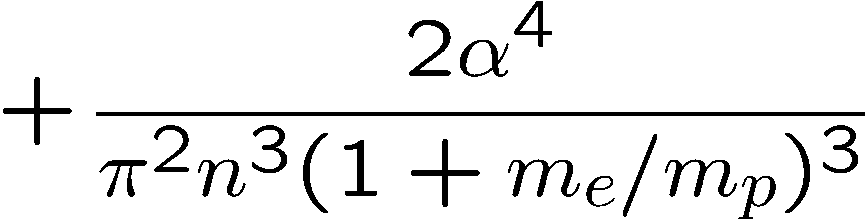 + \frac{2\alpha^4}{\pi^2 n^3 (1 + m_e/m_p)^3}